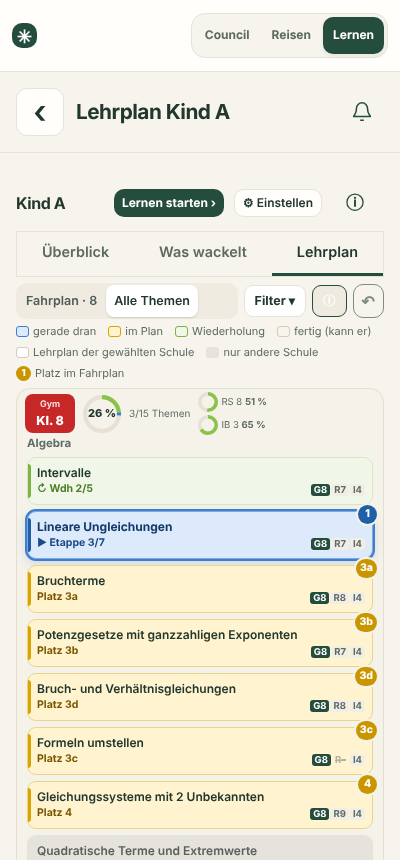 Council Reisen Lernen
‹ Lehrplan Kind A
Kind A Lernen starten › ⚙ Einstellen ⓘ
Überblick Was wackelt Lehrplan
Fahrplan · 8 Alle Themen Filter ▾ ⓘ ↶
gerade dran im Plan Wiederholung fertig (kann er)
Lehrplan der gewählten Schule nur andere Schule
1 Platz im Fahrplan
Gym
Kl. 8
26 % 3/15 Themen
RS 8 51 %
IB 3 65 %
Algebra
Intervalle
↻ Wdh 2/5
G8 R7 I4
1
Lineare Ungleichungen
▶ Etappe 3/7
G8 R7 I4
3a
Bruchterme
Platz 3a
G8 R8 I4
3b
Potenzgesetze mit ganzzahligen Exponenten
Platz 3b
G8 R7 I4
3d
Bruch- und Verhältnisgleichungen
Platz 3d
G8 R8 I4
3c
Formeln umstellen
Platz 3c
G8 R– I4
4
Gleichungssysteme mit 2 Unbekannten
Platz 4
G8 R9 I4
Quadratische Terme und Extremwerte